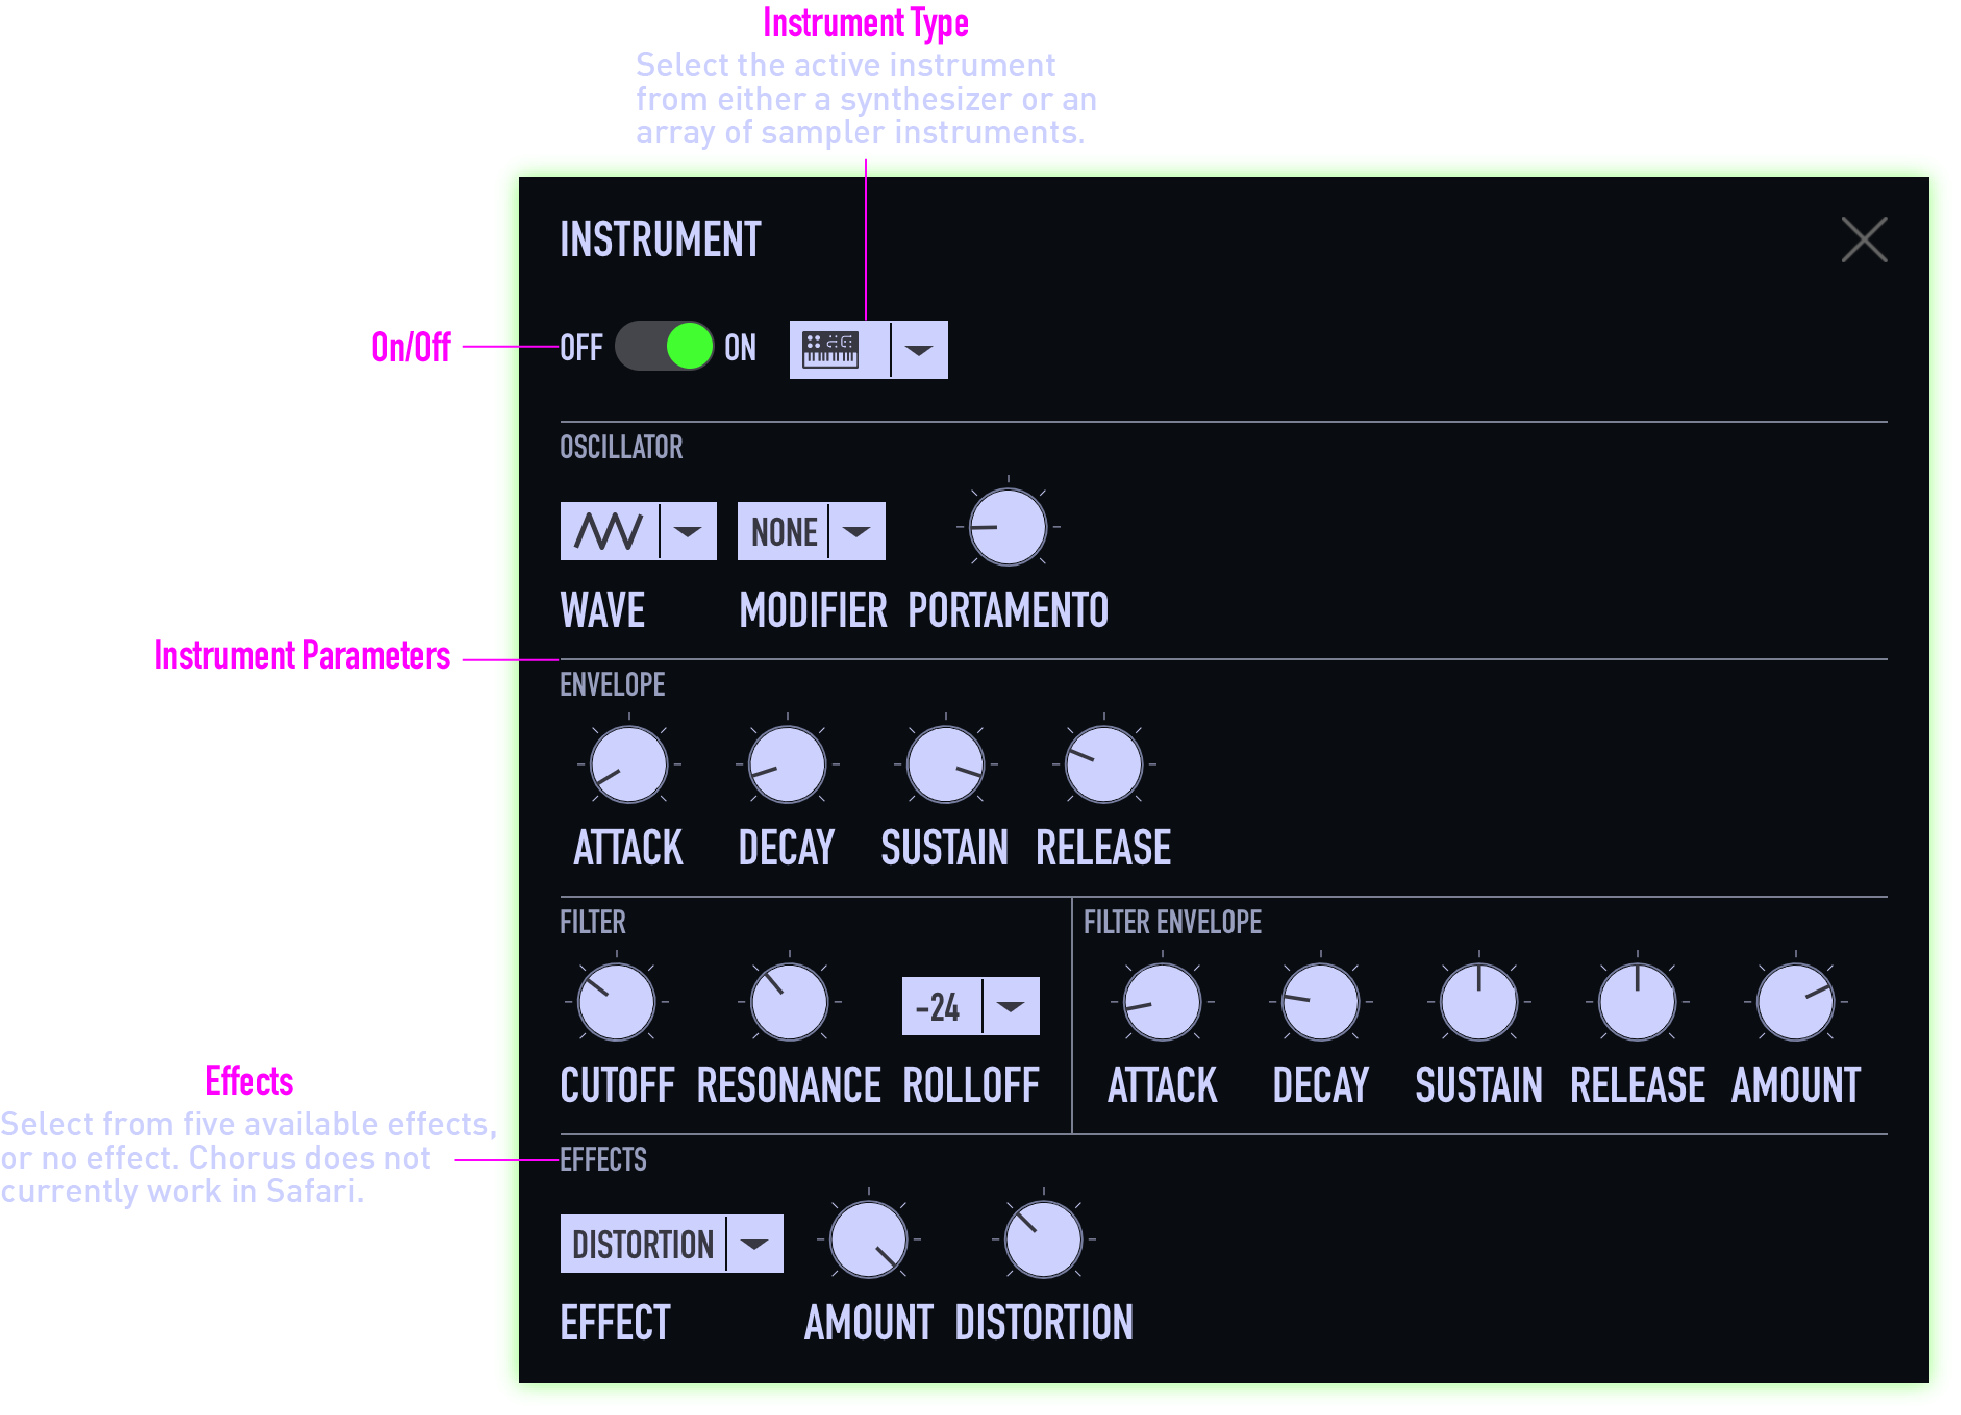 Instrument Type
Select the active instrument
from either a synthesizer or an
array of sampler instruments.
INSTRUMENT
On/Off
OFF ON
OSCILLATOR
NONE
WAVE MODIFIER PORTAMENTO
Instrument Parameters
ENVELOPE
ATTACK DECAY SUSTAIN RELEASE
FILTER
-24
CUTOFF RESONANCE ROLLOFF
FILTER ENVELOPE
ATTACK DECAY SUSTAIN RELEASE AMOUNT
Effects
Select from five available effects,
or no effect. Chorus does not
currently work in Safari.
EFFECTS
DISTORTION
EFFECT AMOUNT DISTORTION